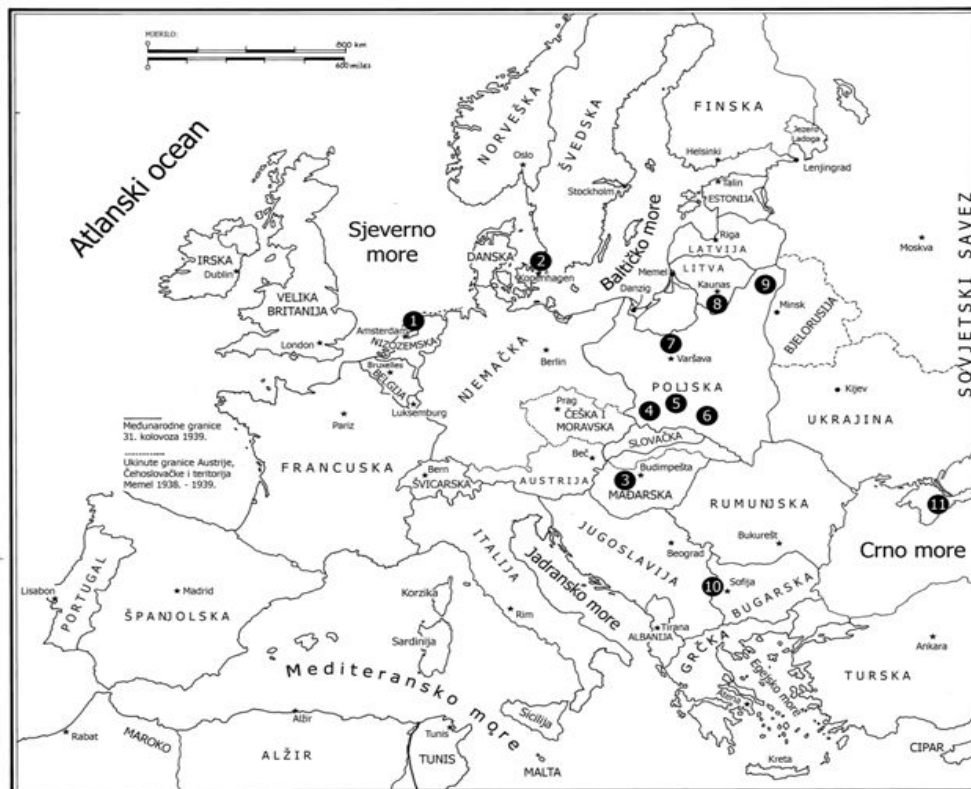 MJERILO:
800 km
600 miles
Atlanski ocean
NORVEŠKA
ŠVEDSKA
FINSKA
Jezero
Ladoga
Oslo
Helsinki
Lenjingrad
Stockholm
Talin
ESTONIJA
SOVJETSKI SAVEZ
Sjeverno
more
Baltičko more
Riga
LATVIJA
Moskva
IRSKA
Dublin
DANSKA
2
Kopenhagen
Memel
LITVA
Kaunas
9
Danzig
8
Minsk
BJELORUSIJA
VELIKA
BRITANIJA
1
Amsterdam
NIZOZEMSKA
London
7
Varšava
Bruxelles
BELGIJA
NJEMAČKA
Berlin
POLJSKA
Kijev
Luksemburg
Prag
4
5
6
UKRAJINA
Pariz
ČEŠKA I
MORAVSKA
SLOVAČKA
Međunarodne granice
31. kolovoza 1939.
Ukinute granice Austrije,
Čehoslovačke i teritorija
Memel 1938. - 1939.
FRANCUSKA
Beč
Bern
ŠVICARSKA
AUSTRIJA
Budimpešta
3
MAĐARSKA
RUMUNJSKA
11
ITALIJA
JUGOSLAVIJA
Beograd
Bukurešt
Crno more
Jadransko more
10
Sofija
BUGARSKA
Lisabon
PORTUGAL
Madrid
ŠPANJOLSKA
Korzika
Rim
Sardinija
Tirana
ALBANIJA
GRČKA
Egejsko more
Ankara
TURSKA
Mediteransko more
Sicilija
Atina
Alžir
Tunis
Rabat
MAROKO
ALŽIR
TUNIS
MALTA
Kreta
CIPAR